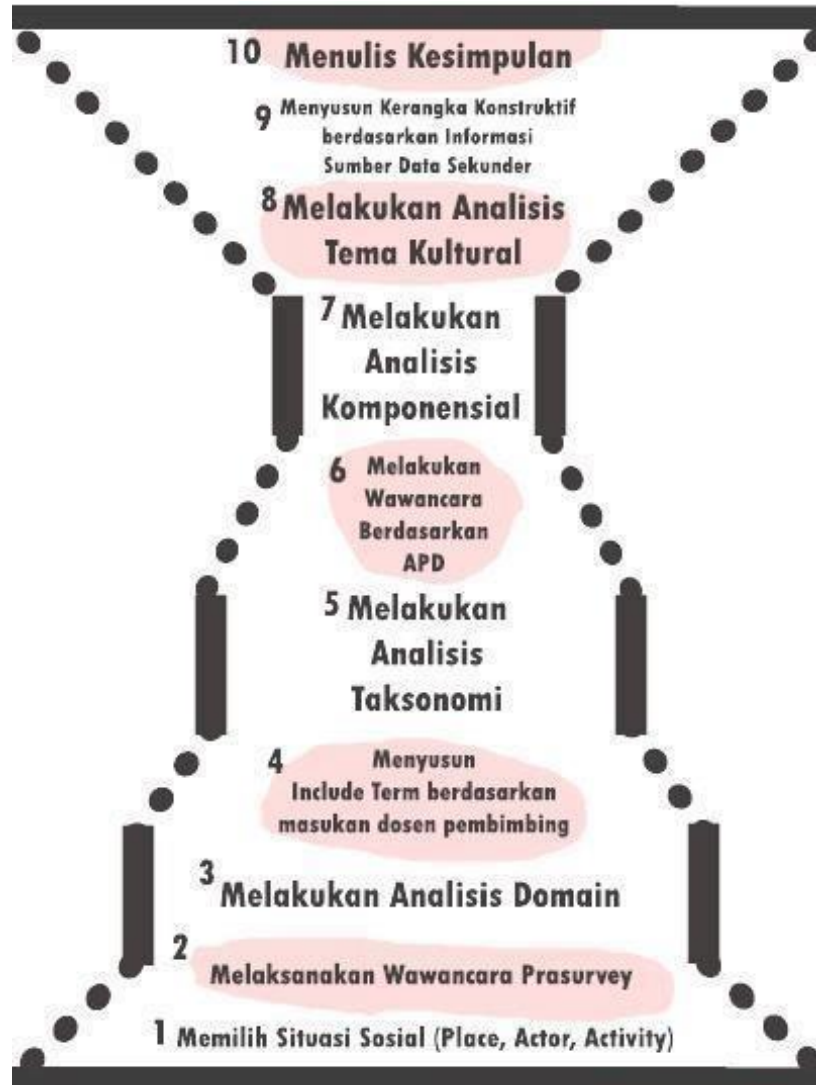 10 Menulis Kesimpulan
9 Menyusun Kerangka Konstruktif
berdasarkan Informasi
Sumber Data Sekunder
8 Melakukan Analisis
Tema Kultural
7 Melakukan
Analisis
Komponensial
6 Melakukan
Wawancara
Berdasarkan
APD
5 Melakukan
Analisis
Taksonomi
4 Menyusun
Include Term berdasarkan
masukan dosen pembimbing
3 Melakukan Analisis Domain
2 Melaksanakan Wawancara Prasurvey
1 Memilih Situasi Sosial (Place, Actor, Activity)